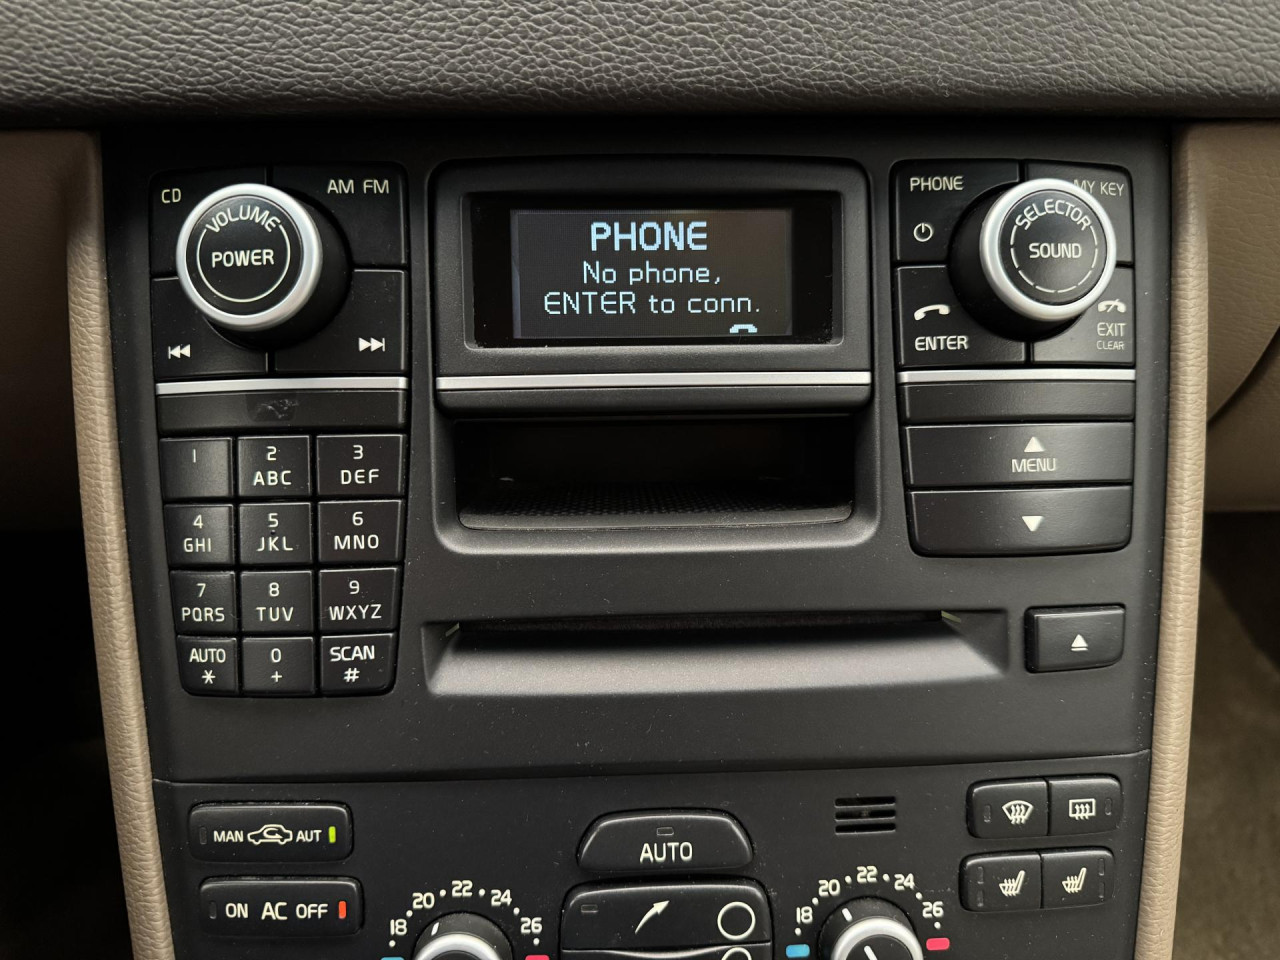 CD
AM FM
VOLUME
POWER
PHONE
No phone,
ENTER to conn.
PHONE
MY KEY
SELECTOR
SOUND
ENTER
EXIT
CLEAR
MENU
1
2
ABC
3
DEF
4
GHI
5
JKL
6
MNO
7
PQRS
8
TUV
9
WXYZ
AUTO
*
0
+
SCAN
#
MAN AUT
ON AC OFF
AUTO
18 20 22 24 26
18 20 22 24 26